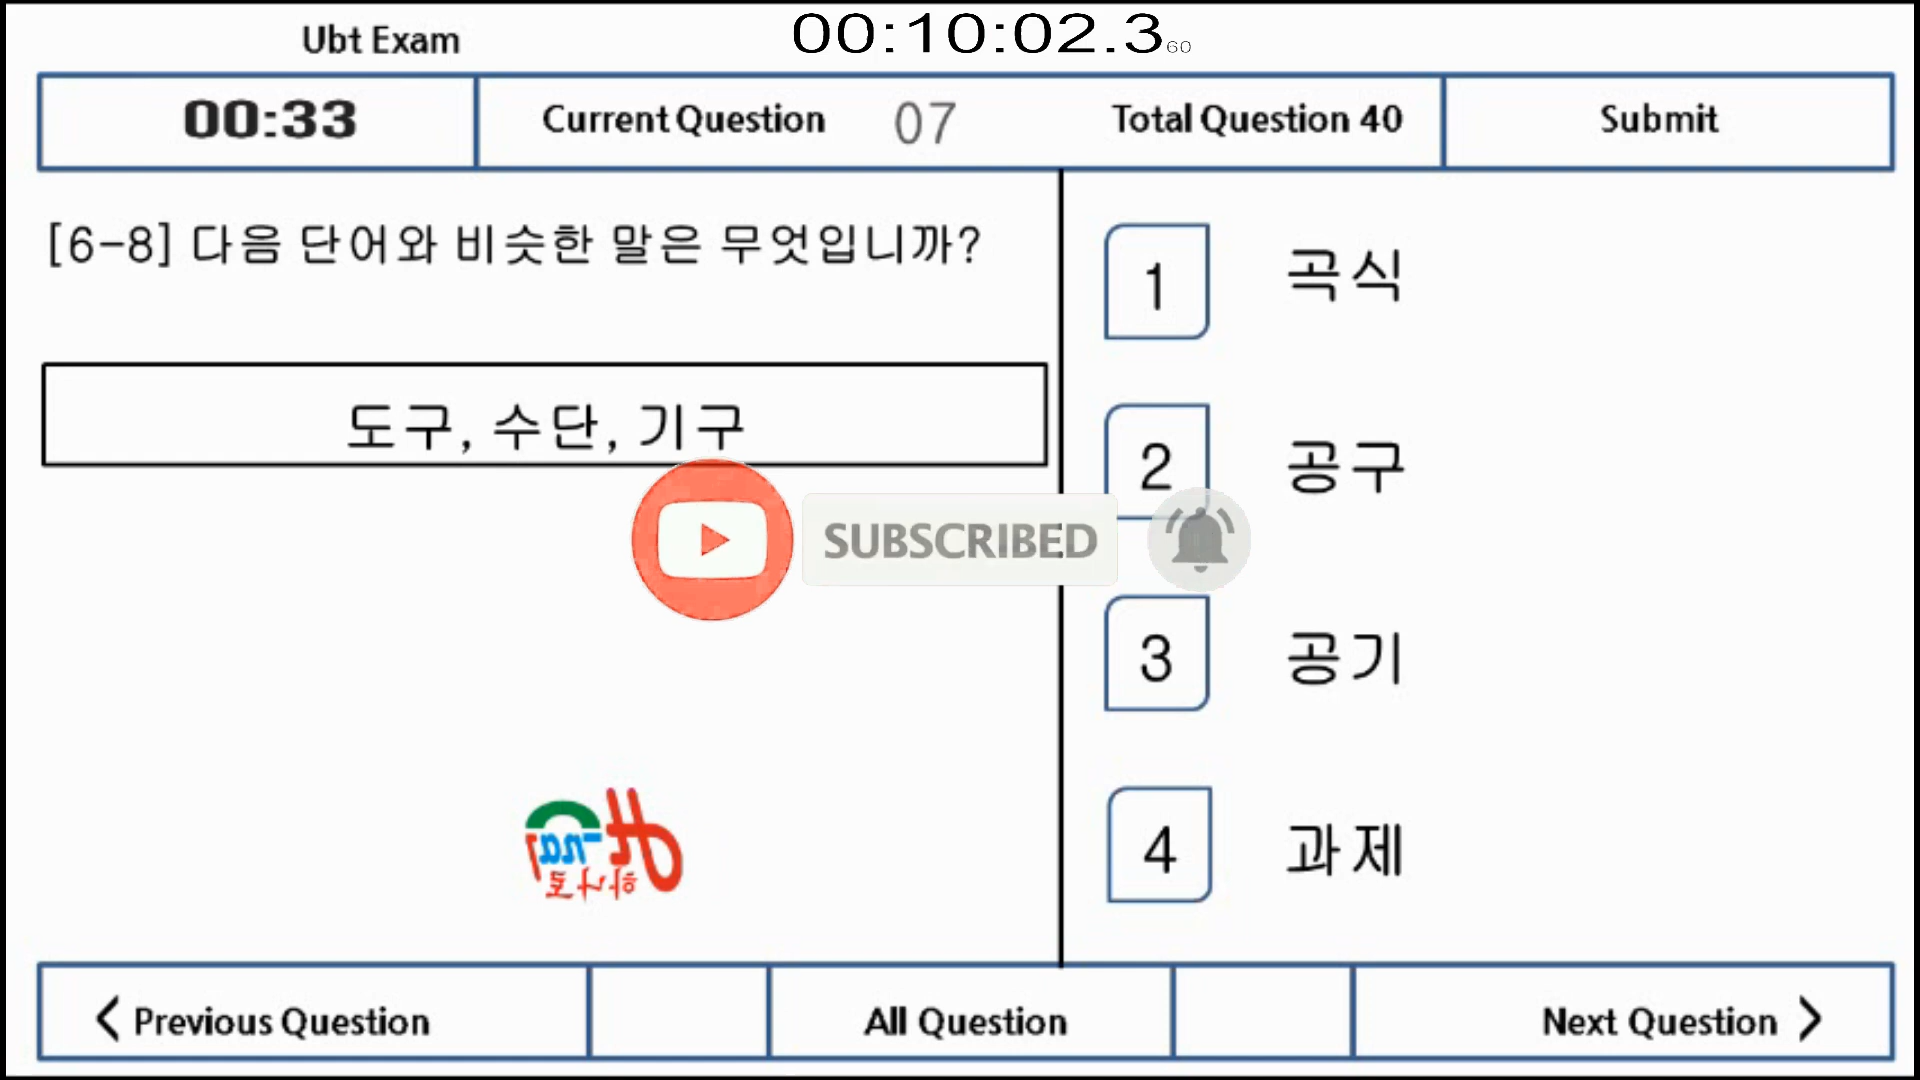 Ubt Exam
00:10:02.3
60
00:33
Current Question 07
Total Question 40
Submit
[6-8] 다음 단어와 비슷한 말은 무엇입니까?
도구, 수단, 기구
1 곡식
2 공구
SUBSCRIBED
3 공기
4 과제
< Previous Question
All Question
Next Question >